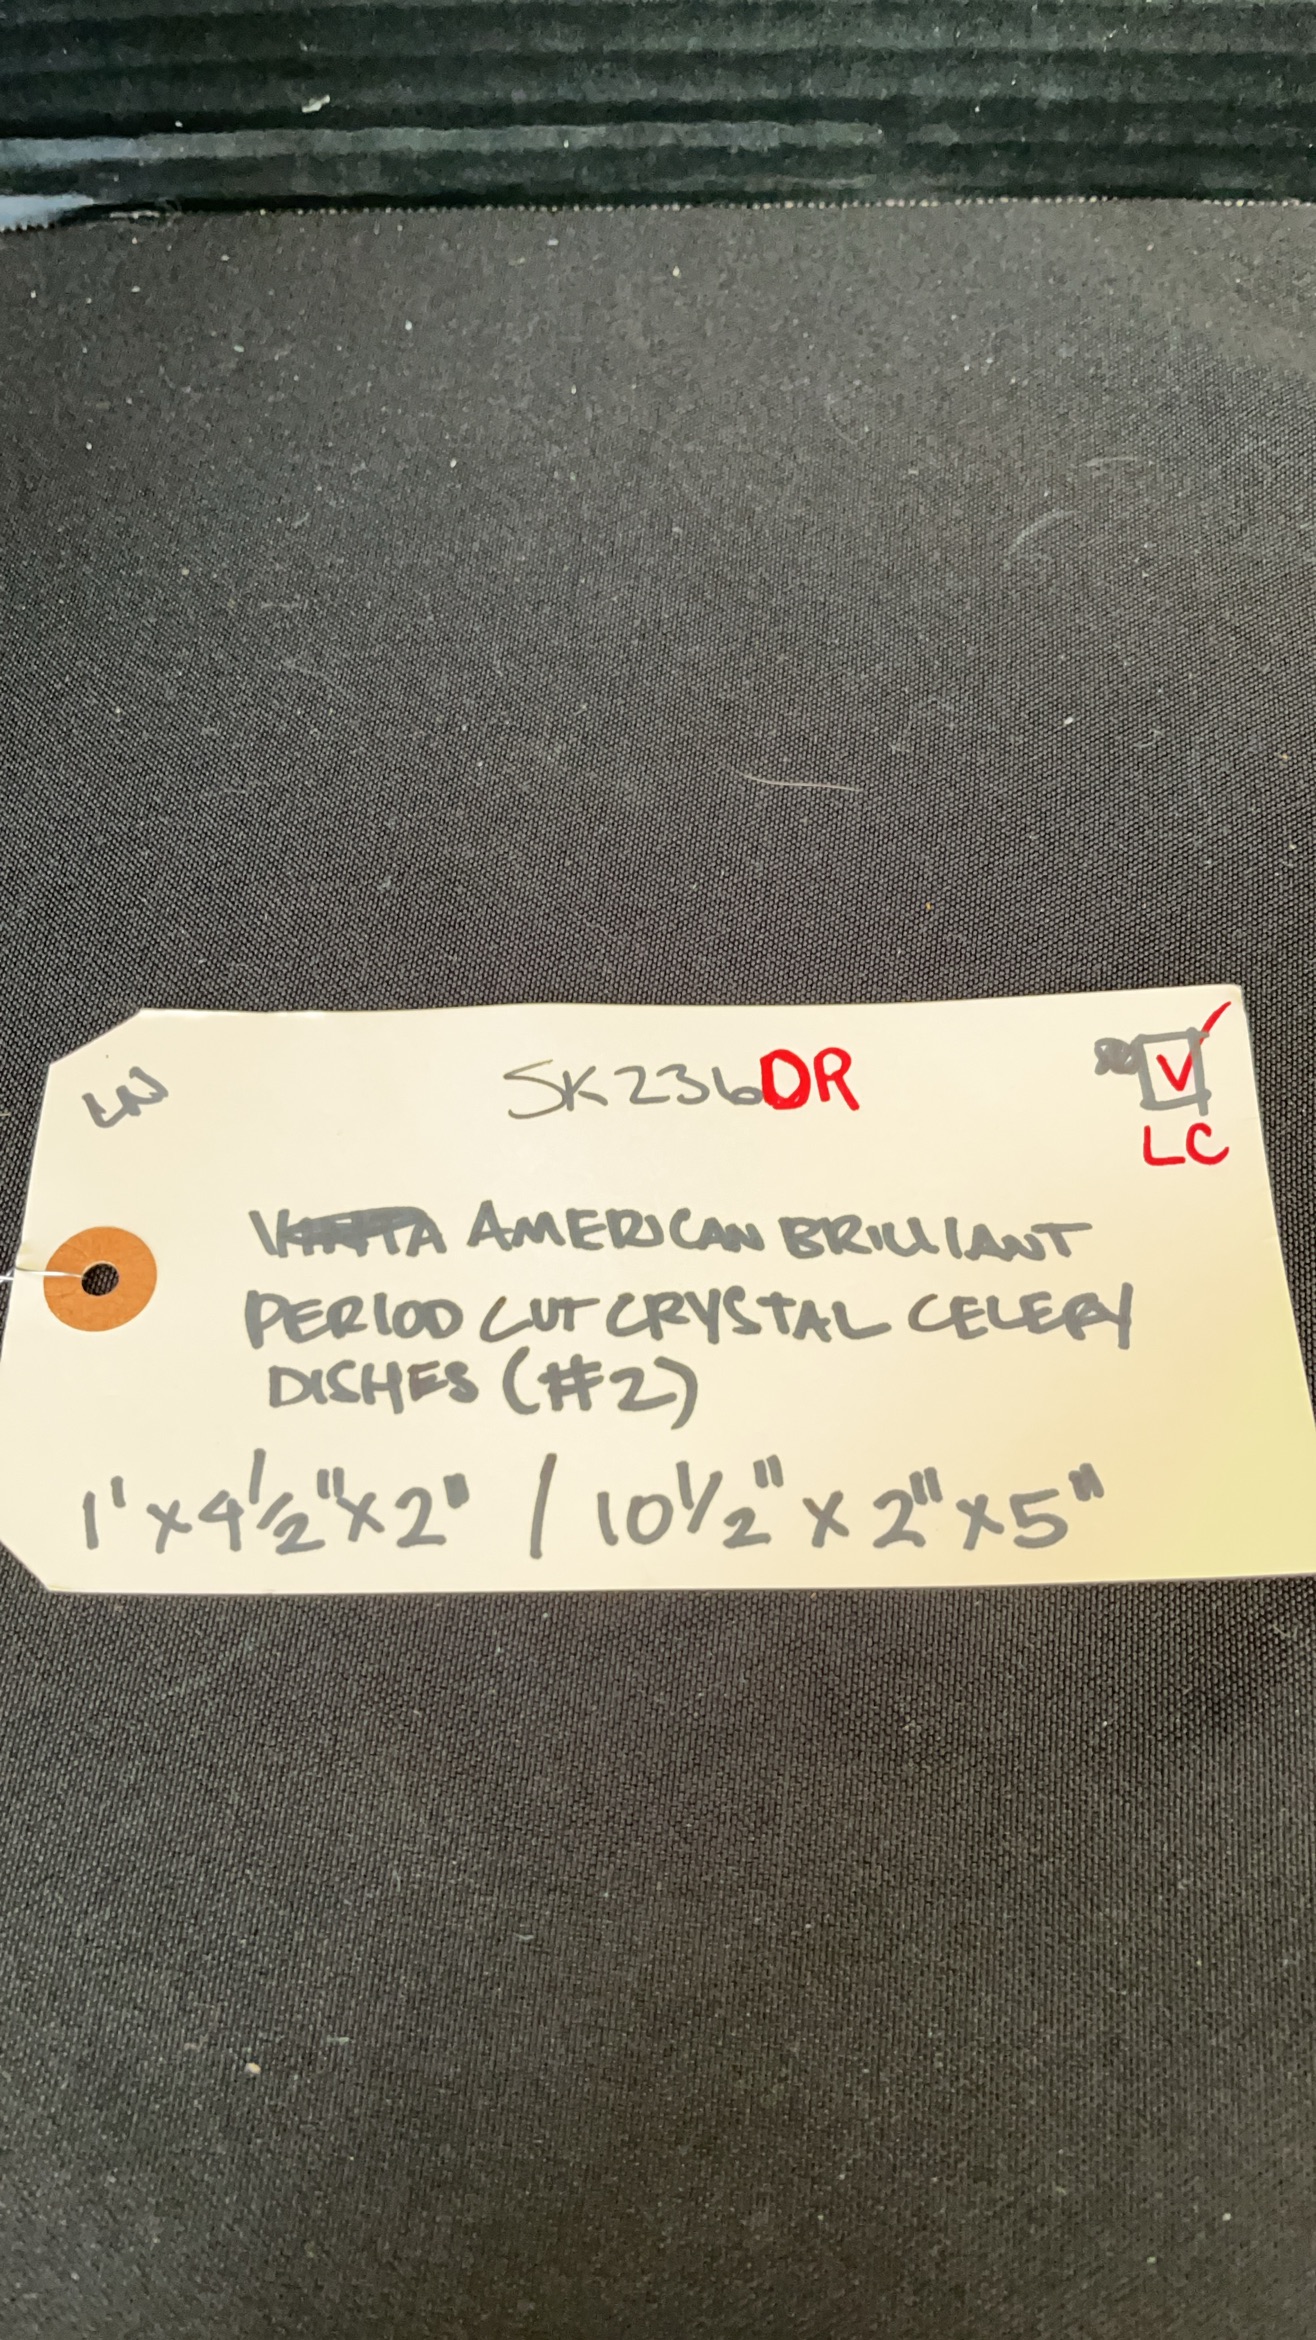 LN
SK236DR
V
LC
AMERICAN BRILLIANT
PERIOD CUT CRYSTAL CELERY
DISHES (#2)
1' x 4 1/2" x 2" / 10 1/2" x 2" x 5"